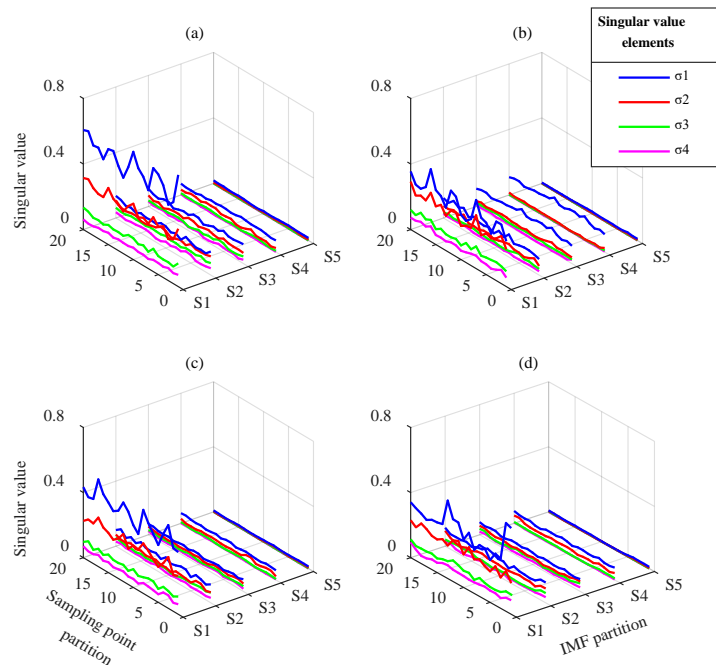 (a)
(b)
Singular value
elements
σ1
σ2
σ3
σ4
0.8
0.4
0
20
15
10
5
0
S1
S2
S3
S4
S5
Singular value
0.8
0.4
0
20
15
10
5
0
S1
S2
S3
S4
S5
(c)
(d)
0.8
0.4
0
20
15
10
5
0
S1
S2
S3
S4
S5
Singular value
Sampling point
partition
0.8
0.4
0
20
15
10
5
0
S1
S2
S3
S4
S5
IMF partition